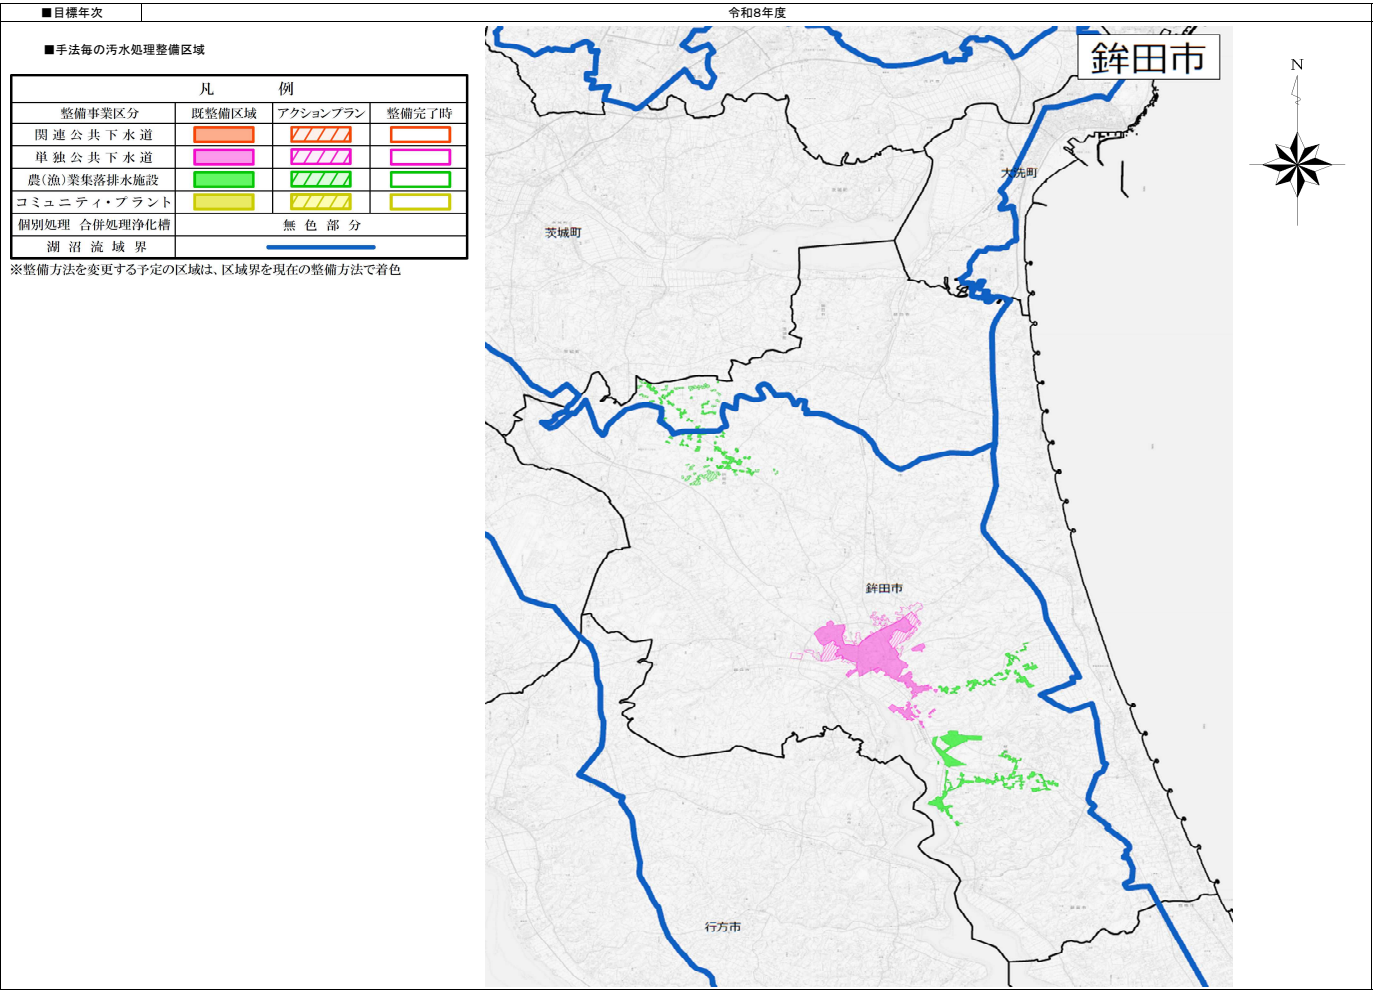 ■目標年次
令和8年度
■手法毎の汚水処理整備区域
鉾田市
N
凡 例
整備事業区分 既整備区域 アクションプラン 整備完了時
関連公共下水道
単独公共下水道
農(漁)業集落排水施設
コミュニティ・プラント
個別処理 合併処理浄化槽 無色部分
湖沼流域界
※整備方法を変更する予定の区域は、区域界を現在の整備方法で着色
大洗町
茨城町
鉾田市
行方市